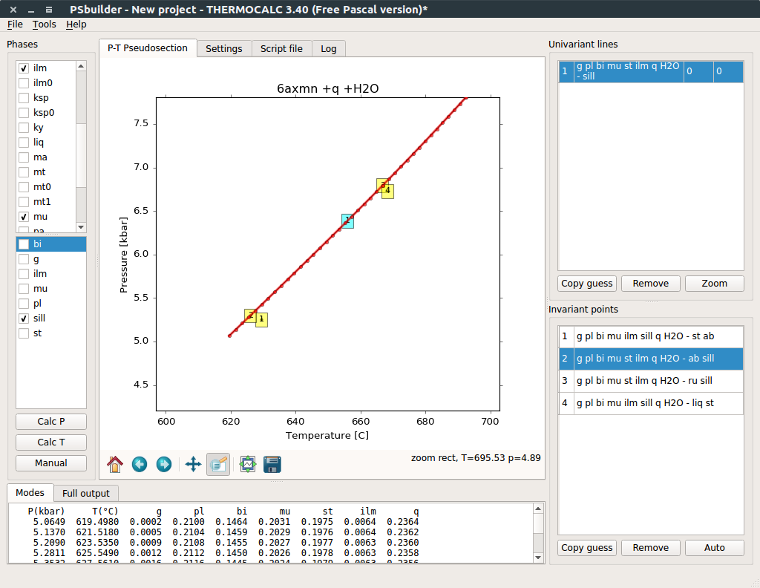 PSbuilder - New project - THERMOCALC 3.40 (Free Pascal version)*
File Tools Help
Phases
ilm
ilm0
ksp
ksp0
ky
liq
ma
mt
mt0
mt1
mu
pa
bi
g
ilm
mu
pl
sill
st
Calc P
Calc T
Manual
P-T Pseudosection Settings Script file Log
6axmn +q +H2O
7.5
7.0
6.5
6.0
5.5
5.0
4.5
Pressure [kbar]
600 620 640 660 680 700
Temperature [C]
4
1
2
1
zoom rect, T=695.53 p=4.89
Univariant lines
1 g pl bi mu st ilm q H2O - sill 0 0
Copy guess Remove Zoom
Invariant points
1 g pl bi mu ilm sill q H2O - st ab
2 g pl bi mu st ilm q H2O - ab sill
3 g pl bi mu st ilm q H2O - ru sill
4 g pl bi mu ilm sill q H2O - liq st
Copy guess Remove Auto
Modes Full output
P(kbar) T(°C) g pl bi mu st ilm q
5.0649 619.4980 0.0002 0.2100 0.1464 0.2031 0.1975 0.0064 0.2364
5.1370 621.5180 0.0005 0.2104 0.1459 0.2029 0.1976 0.0064 0.2362
5.2090 623.5350 0.0009 0.2108 0.1455 0.2027 0.1977 0.0063 0.2360
5.2811 625.5490 0.0012 0.2112 0.1450 0.2026 0.1978 0.0063 0.2358